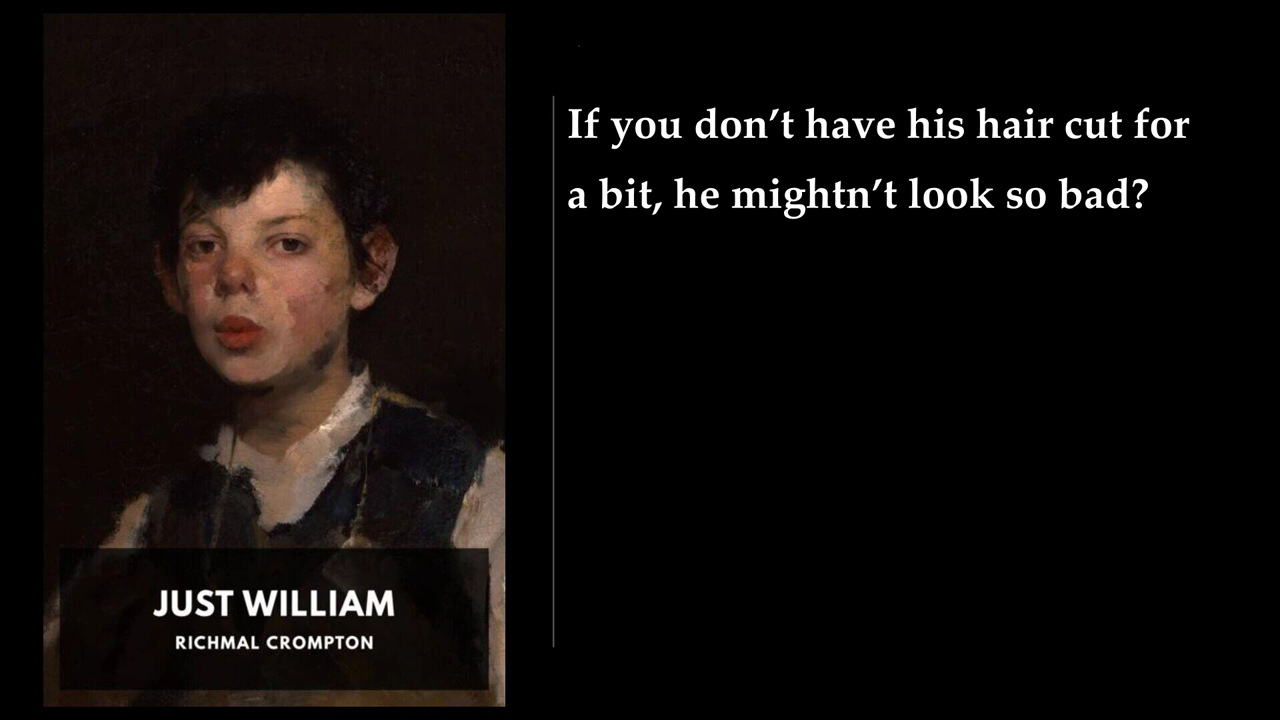 If you don’t have his hair cut for
a bit, he mightn’t look so bad?
JUST WILLIAM
RICHMAL CROMPTON